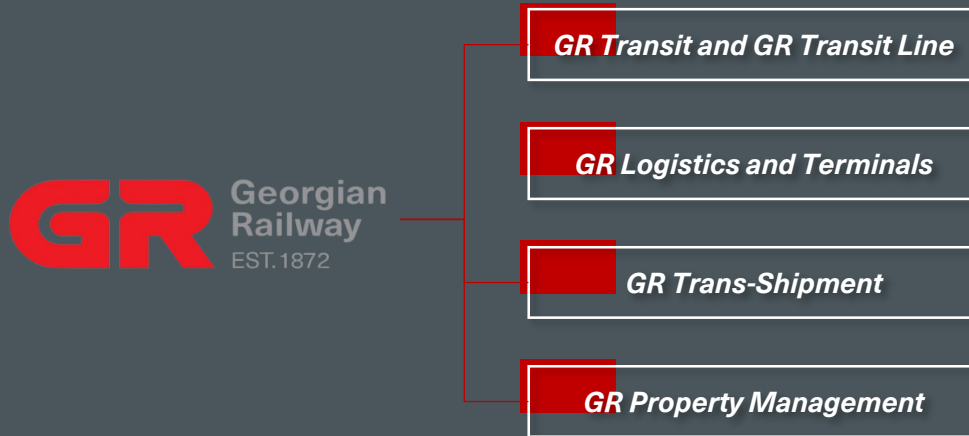 GR Transit and GR Transit Line
GR Logistics and Terminals
GR
Georgian
Railway
EST. 1872
GR Trans-Shipment
GR Property Management